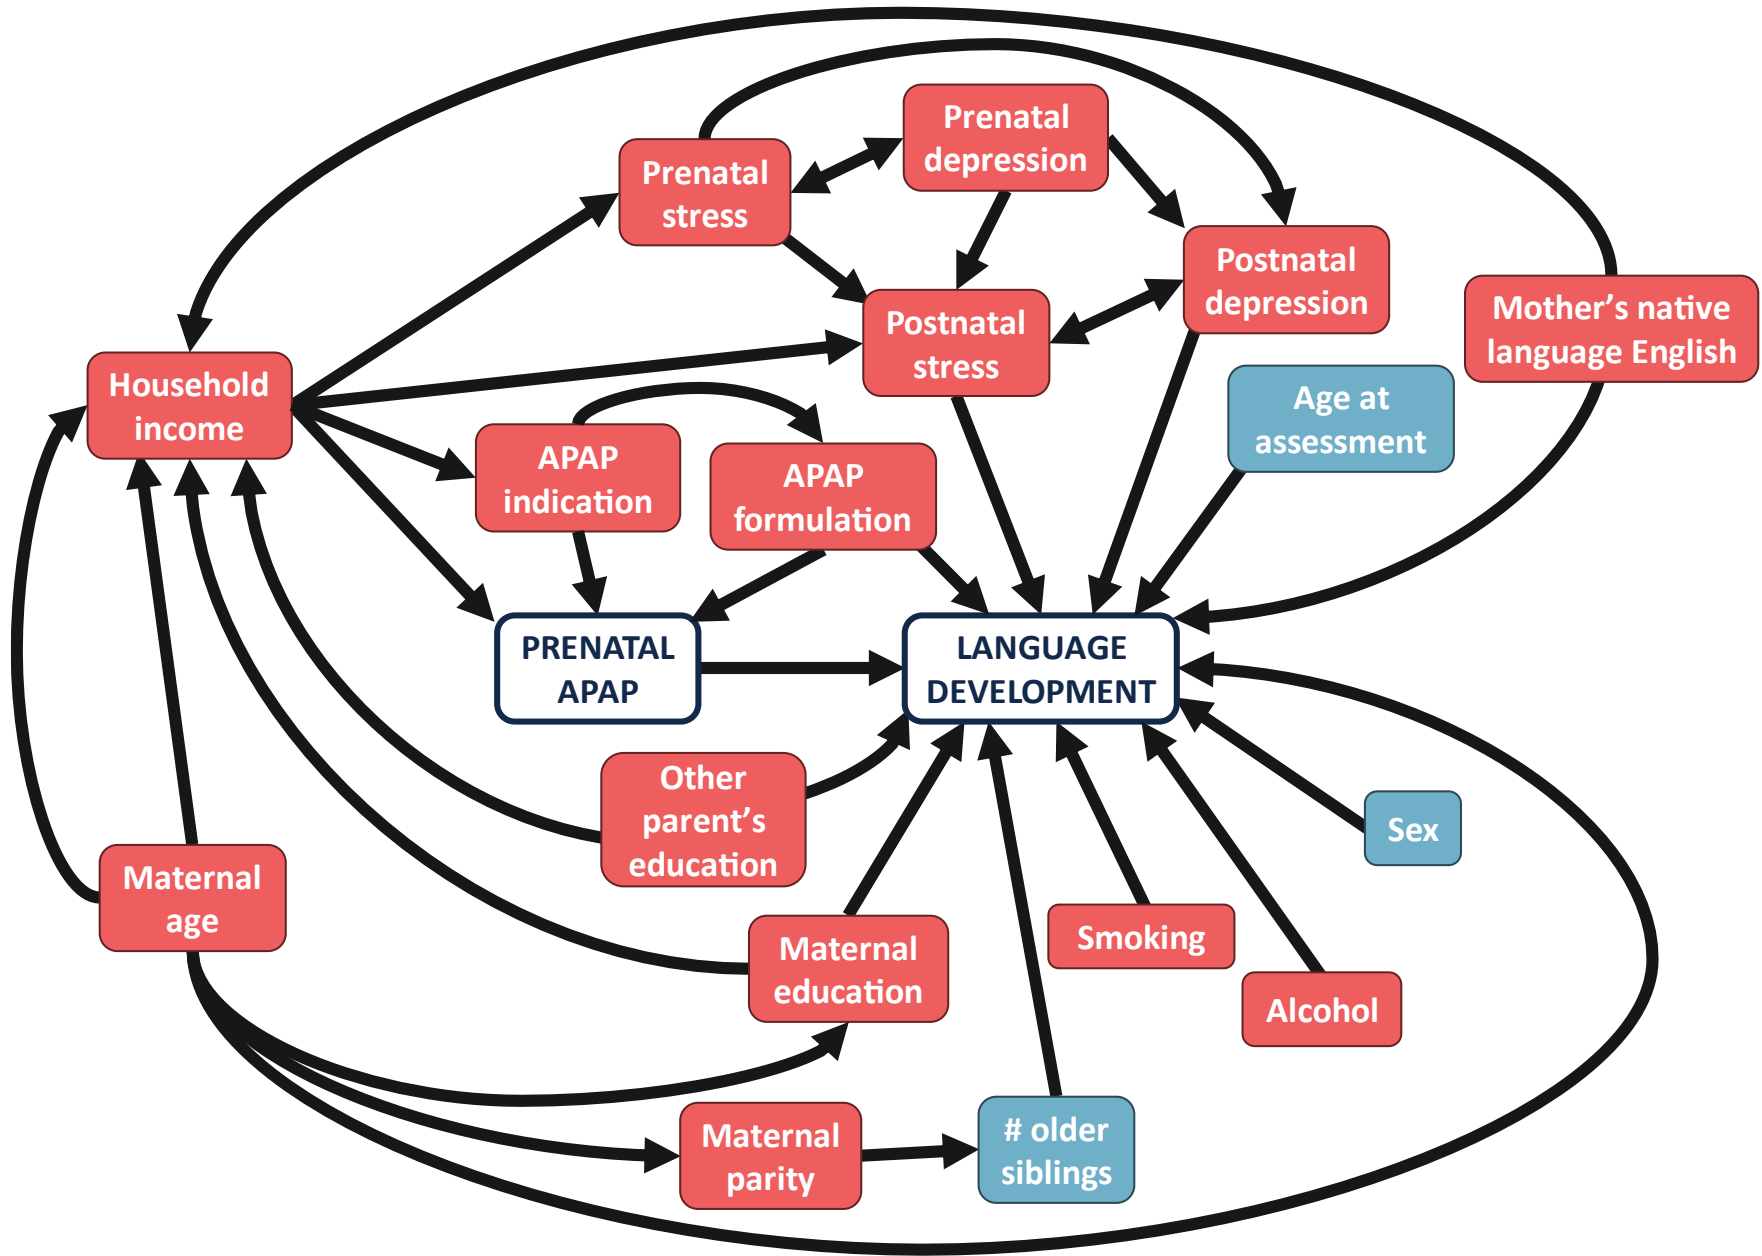 Prenatal
depression
Prenatal
stress
Postnatal
depression
Mother’s native
language English
Postnatal
stress
Household
income
Age at
assessment
APAP
indication
APAP
formulation
PRENATAL
APAP
LANGUAGE
DEVELOPMENT
Other
parent’s
education
Sex
Maternal
age
Smoking
Maternal
education
Alcohol
Maternal
parity
# older
siblings